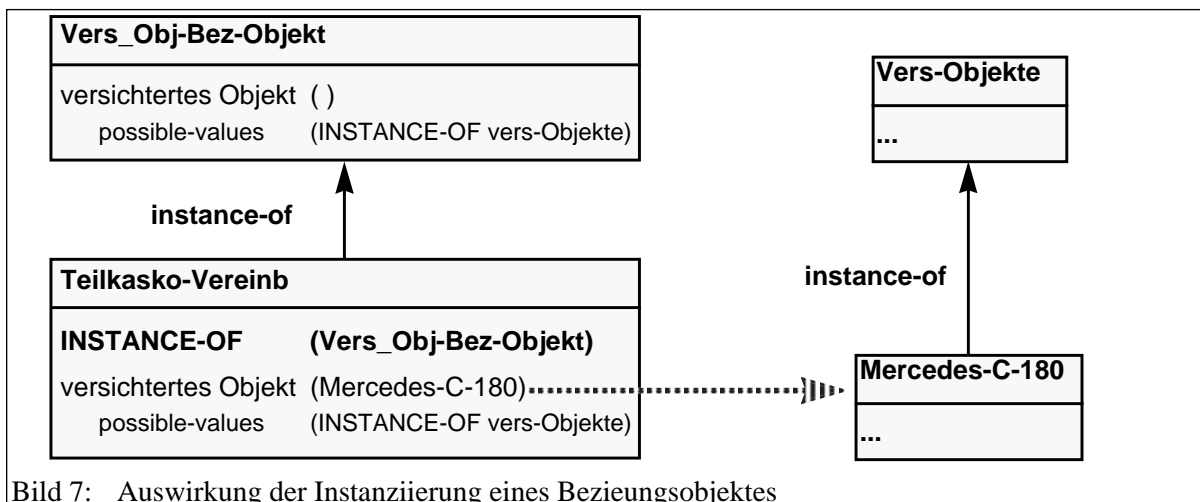 Vers_Obj-Bez-Objekt
versichtertes Objekt ( )
possible-values (INSTANCE-OF vers-Objekte)
Vers-Objekte
...
instance-of
Teilkasko-Vereinb
INSTANCE-OF (Vers_Obj-Bez-Objekt)
versichtertes Objekt (Mercedes-C-180)
possible-values (INSTANCE-OF vers-Objekte)
instance-of
Mercedes-C-180
...
Bild 7: Auswirkung der Instanziierung eines Bezieungsobjektes